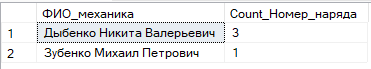 ФИО_механика Count_Номер_наряда
1 Дыбенко Никита Валерьевич 3
2 Зубенко Михаил Петрович 1